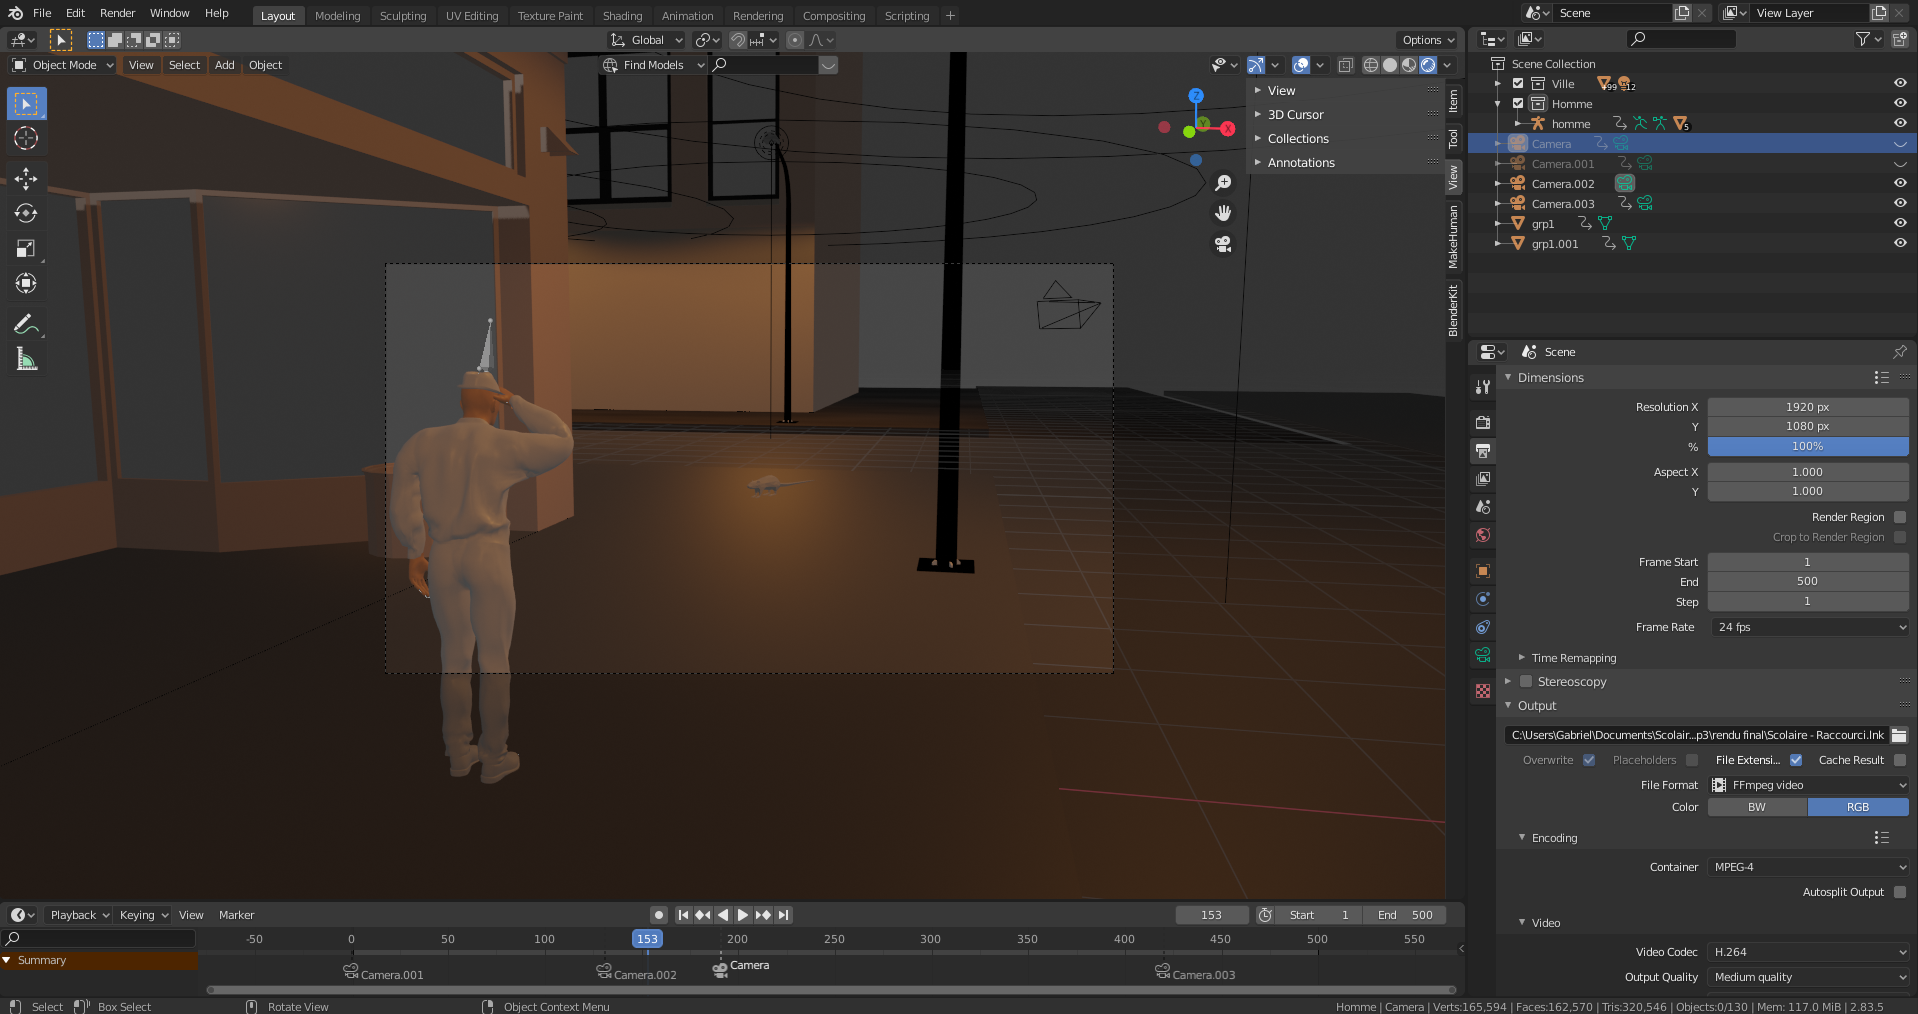 File Edit Render Window Help Layout Modeling Sculpting UV Editing Texture Paint Shading Animation Rendering Compositing Scripting + Scene View Layer
Global Options
Object Mode View Select Add Object Find Models
View
3D Cursor
Collections
Annotations
Item
Tool
View
MakeHuman
BlenderKit
Z
Y
X
Scene Collection
Ville +99 12
Homme
homme 5
Camera
Camera.001
Camera.002
Camera.003
grp1
grp1.001
Scene
Dimensions
Resolution X 1920 px
Y 1080 px
% 100%
Aspect X 1.000
Y 1.000
Render Region
Crop to Render Region
Frame Start 1
End 500
Step 1
Frame Rate 24 fps
Time Remapping
Stereoscopy
Output
C:\Users\Gabriel\Documents\Scolair...p3\rendu final\Scolaire - Raccourci.lnk
Overwrite Placeholders File Extensi... Cache Result
File Format FFmpeg video
Color BW RGB
Encoding
Container MPEG-4
Autosplit Output
Video
Video Codec H.264
Output Quality Medium quality
Playback Keying View Marker 153 Start 1 End 500
-50 0 50 100 153 200 250 300 350 400 450 500 550
Summary
Camera.001 Camera.002 Camera Camera.003
Select Box Select Rotate View Object Context Menu Homme | Camera | Verts:165,594 | Faces:162,570 | Tris:320,546 | Objects:0/130 | Mem: 117.0 MiB | 2.83.5